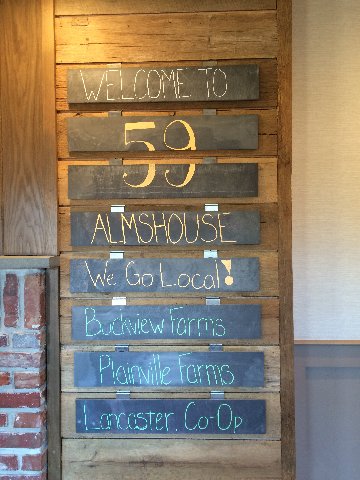 WELCOME TO
59
ALMSHOUSE
We Go Local!
Buckview Farms
Plainville Farms
Lancaster Co-Op